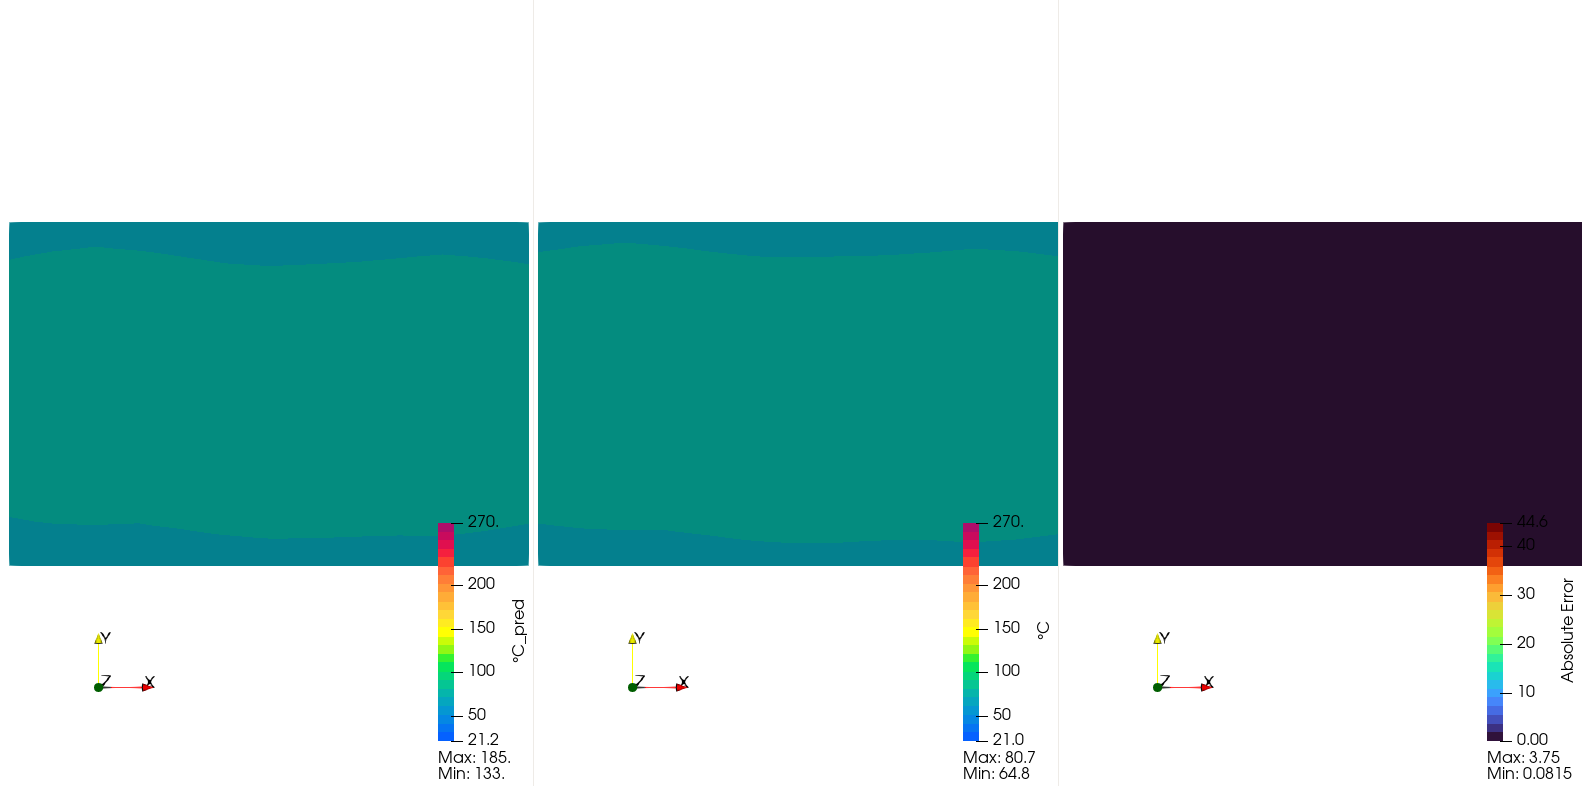 270.
200
150
100
50
21.2
°C_pred
Max: 185.
Min: 133.
Y
Z X
270.
200
150
100
50
21.0
°C
Max: 80.7
Min: 64.8
Y
Z X
44.6
40
30
20
10
0.00
Absolute Error
Max: 3.75
Min: 0.0815
Y
Z X